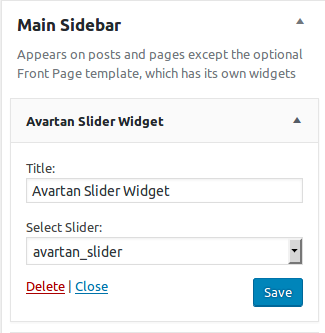 Main Sidebar
Appears on posts and pages except the optional
Front Page template, which has its own widgets
Avartan Slider Widget
Title:
Avartan Slider Widget
Select Slider:
avartan_slider
Delete | Close
Save